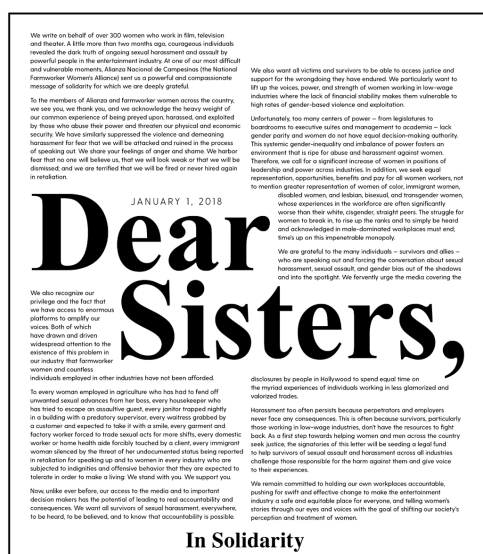 We write on behalf of over 300 women who work in film, television
and theater. A little more than two months ago, courageous individuals
revealed the dark truth of ongoing sexual harassment and assault by
powerful people in the entertainment industry. At one of our most difficult
and vulnerable moments, Alianza Nacional de Campesinas (the National
Farmworker Women's Alliance) sent us a powerful and compassionate
message of solidarity for which we are deeply grateful.
To the members of Alianza and farmworker women across the country,
we see you, we thank you, and we acknowledge the heavy weight of
our common experience of being preyed upon, harassed, and exploited
by those who abuse their power and threaten our physical and economic
security. We have similarly suppressed the violence and demeaning
harassment for fear that we will be attacked and ruined in the process
of speaking out. We share your feelings of anger and shame. We harbor
fear that no one will believe us, that we will look weak or that we will be
dismissed; and we are terrified that we will be fired or never hired again
in retaliation.
JANUARY 1, 2018
Dear
Sisters,
We also recognize our
privilege and the fact that
we have access to enormous
platforms to amplify our
voices. Both of which
have drawn and driven
widespread attention to the
existence of this problem in
our industry that farmworker
women and countless
individuals employed in other industries have not been afforded.
To every woman employed in agriculture who has had to fend off
unwanted sexual advances from her boss, every housekeeper who
has tried to escape an assaultive guest, every janitor trapped nightly
in a building with a predatory supervisor, every waitress grabbed by
a customer and expected to take it with a smile, every garment and
factory worker forced to trade sexual acts for more shifts, every domestic
worker or home health aide forcibly touched by a client, every immigrant
woman silenced by the threat of her undocumented status being reported
in retaliation for speaking up and to women in every industry who are
subjected to indignities and offensive behavior that they are expected to
tolerate in order to make a living: We stand with you. We support you.
Now, unlike ever before, our access to the media and to important
decision makers has the potential of leading to real accountability and
consequences. We want all survivors of sexual harassment, everywhere,
to be heard, to be believed, and to know that accountability is possible.
We also want all victims and survivors to be able to access justice and
support for the wrongdoing they have endured. We particularly want to
lift up the voices, power, and strength of women working in low-wage
industries where the lack of financial stability makes them vulnerable to
high rates of gender-based violence and exploitation.
Unfortunately, too many centers of power – from legislatures to
boardrooms to executive suites and management to academia – lack
gender parity and women do not have equal decision-making authority.
This systemic gender-inequality and imbalance of power fosters an
environment that is ripe for abuse and harassment against women.
Therefore, we call for a significant increase of women in positions of
leadership and power across industries. In addition, we seek equal
representation, opportunities, benefits and pay for all women workers, not
to mention greater representation of women of color, immigrant women,
disabled women, and lesbian, bisexual, and transgender women,
whose experiences in the workforce are often significantly
worse than their white, cisgender, straight peers. The struggle for
women to break in, to rise up the ranks and to simply be heard
and acknowledged in male-dominated workplaces must end;
time's up on this impenetrable monopoly.
We are grateful to the many individuals – survivors and allies –
who are speaking out and forcing the conversation about sexual
harassment, sexual assault, and gender bias out of the shadows
and into the spotlight. We fervently urge the media covering the
disclosures by people in Hollywood to spend equal time on
the myriad experiences of individuals working in less glamorized and
valorized trades.
Harassment too often persists because perpetrators and employers
never face any consequences. This is often because survivors, particularly
those working in low-wage industries, don't have the resources to fight
back. As a first step towards helping women and men across the country
seek justice, the signatories of this letter will be seeding a legal fund
to help survivors of sexual assault and harassment across all industries
challenge those responsible for the harm against them and give voice
to their experiences.
We remain committed to holding our own workplaces accountable,
pushing for swift and effective change to make the entertainment
industry a safe and equitable place for everyone, and telling women's
stories through our eyes and voices with the goal of shifting our society's
perception and treatment of women.
In Solidarity